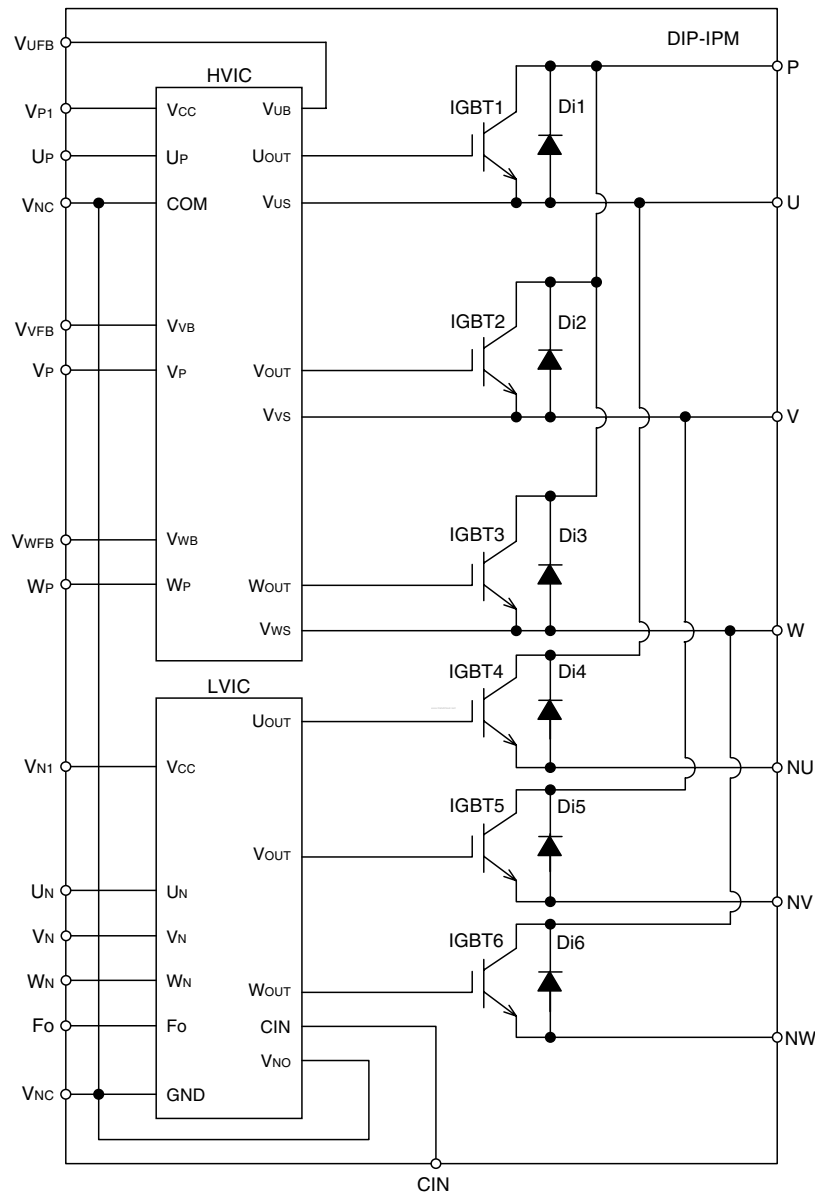 DIP-IPM
VUFB
P
HVIC
IGBT1
Di1
VP1
VCC
VUB
UP
UP
UOUT
VNC
COM
VUS
U
IGBT2
Di2
VVFB
VVB
VP
VP
VOUT
VVS
V
IGBT3
Di3
VWFB
VWB
WP
WP
WOUT
VWS
W
IGBT4
Di4
LVIC
UOUT
VN1
VCC
NU
IGBT5
Di5
VOUT
UN
UN
NV
VN
VN
IGBT6
Di6
WN
WN
WOUT
FO
FO
CIN
NW
VNO
VNC
GND
CIN